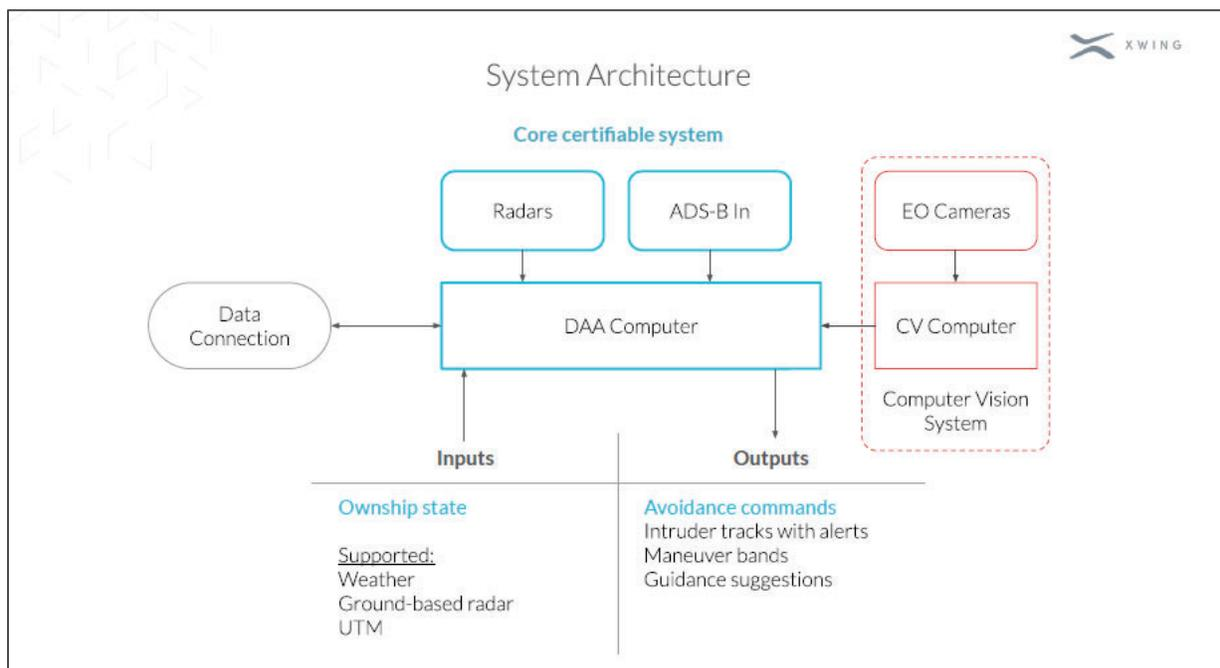 XWING
System Architecture
Core certifiable system
Radars
ADS-B In
EO Cameras
Data
Connection
DAA Computer
CV Computer
Computer Vision
System
Inputs
Outputs
Ownship state
Supported:
Weather
Ground-based radar
UTM
Avoidance commands
Intruder tracks with alerts
Maneuver bands
Guidance suggestions